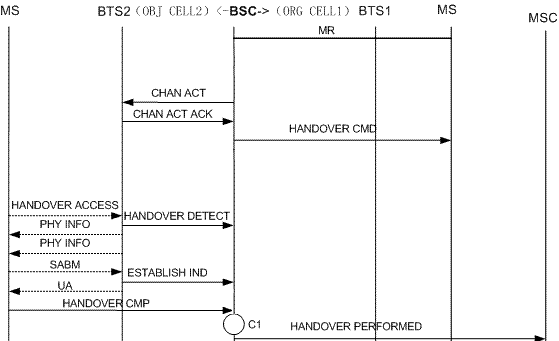 MS BTS2 (OBJ CELL2) <-BSC-> (ORG CELL1) BTS1 MS MSC
MR
CHAN ACT
CHAN ACT ACK
HANDOVER CMD
HANDOVER ACCESS
HANDOVER DETECT
PHY INFO
PHY INFO
SABM
ESTABLISH IND
UA
HANDOVER CMP
C1
HANDOVER PERFORMED